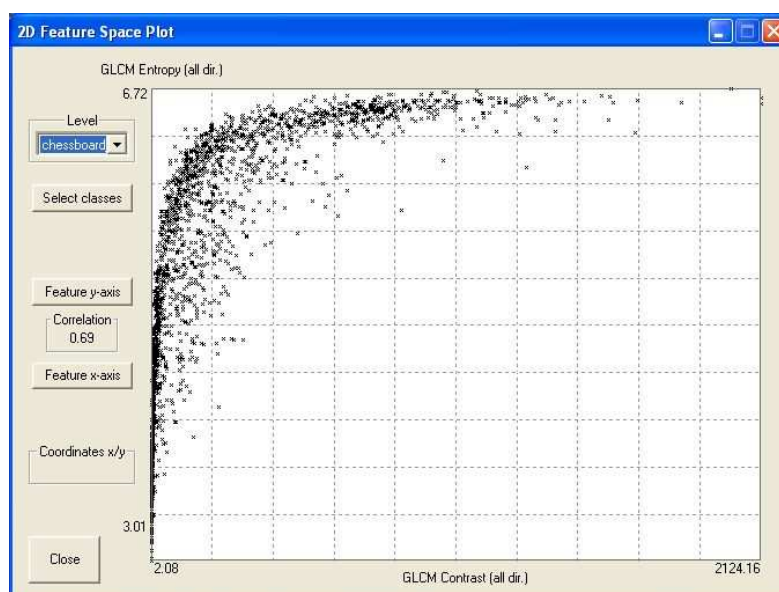 2D Feature Space Plot
GLCM Entropy (all dir.)
6.72
Level
chessboard
Select classes
Feature y-axis
Correlation
0.69
Feature x-axis
Coordinates x/y
3.01
Close
2.08
GLCM Contrast (all dir.)
2124.16